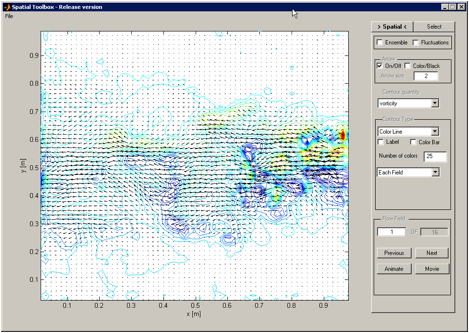 Spatial Toolbox - Release version
File
> Spatial <
Select
Ensemble
Fluctuations
Arrow
On/Off
Color/Black
Arrow size
2
Contour quantity
vorticity
Contour Type
Color Line
Label
Color Bar
Number of colors
25
Each Field
Flow Field
1
OF
16
Previous
Next
Animate
Movie
0.9
0.8
0.7
0.6
0.5
0.4
0.3
0.2
0.1
y [m]
0.1 0.2 0.3 0.4 0.5 0.6 0.7 0.8 0.9
x [m]